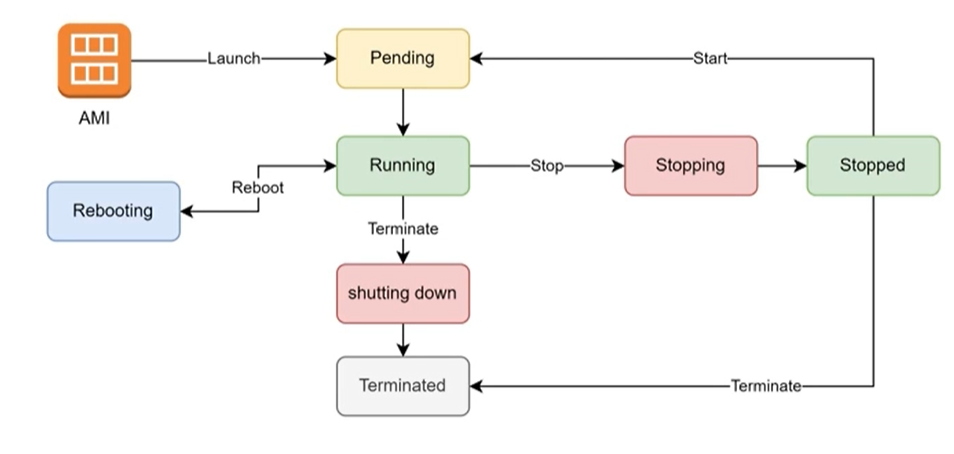 Launch
Pending
Start
AMI
Running
Stop
Stopping
Stopped
Reboot
Rebooting
Terminate
shutting down
Terminated
Terminate